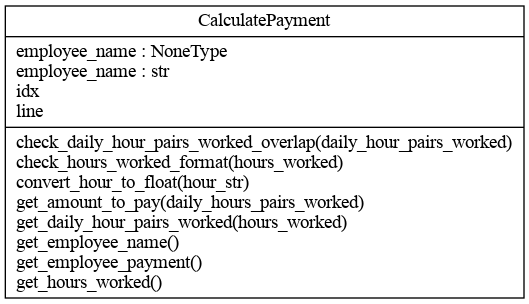 CalculatePayment
employee_name : NoneType
employee_name : str
idx
line
check_daily_hour_pairs_worked_overlap(daily_hour_pairs_worked)
check_hours_worked_format(hours_worked)
convert_hour_to_float(hour_str)
get_amount_to_pay(daily_hours_pairs_worked)
get_daily_hour_pairs_worked(hours_worked)
get_employee_name()
get_employee_payment()
get_hours_worked()